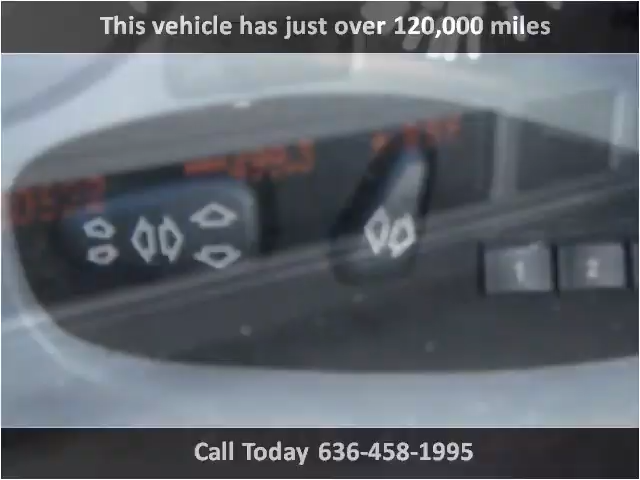 This vehicle has just over 120,000 miles
1 2
Call Today 636-458-1995